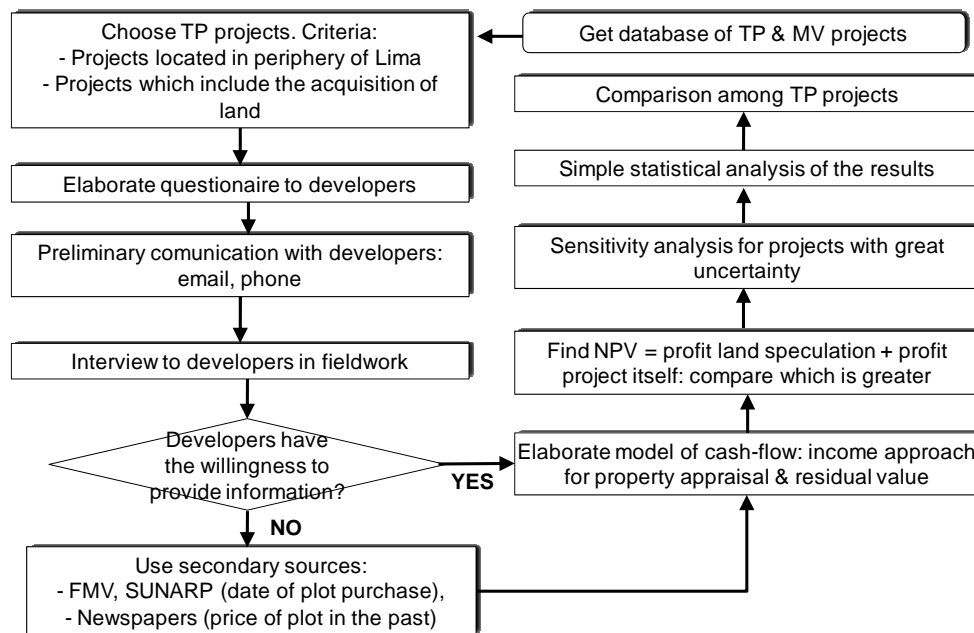 Get database of TP & MV projects
Choose TP projects. Criteria:
- Projects located in periphery of Lima
- Projects which include the acquisition of
land
Elaborate questionaire to developers
Preliminary comunication with developers:
email, phone
Interview to developers in fieldwork
Developers have
the willingness to
provide information?
YES
NO
Use secondary sources:
- FMV, SUNARP (date of plot purchase),
- Newspapers (price of plot in the past)
Elaborate model of cash-flow: income approach
for property appraisal & residual value
Find NPV = profit land speculation + profit
project itself: compare which is greater
Sensitivity analysis for projects with great
uncertainty
Simple statistical analysis of the results
Comparison among TP projects